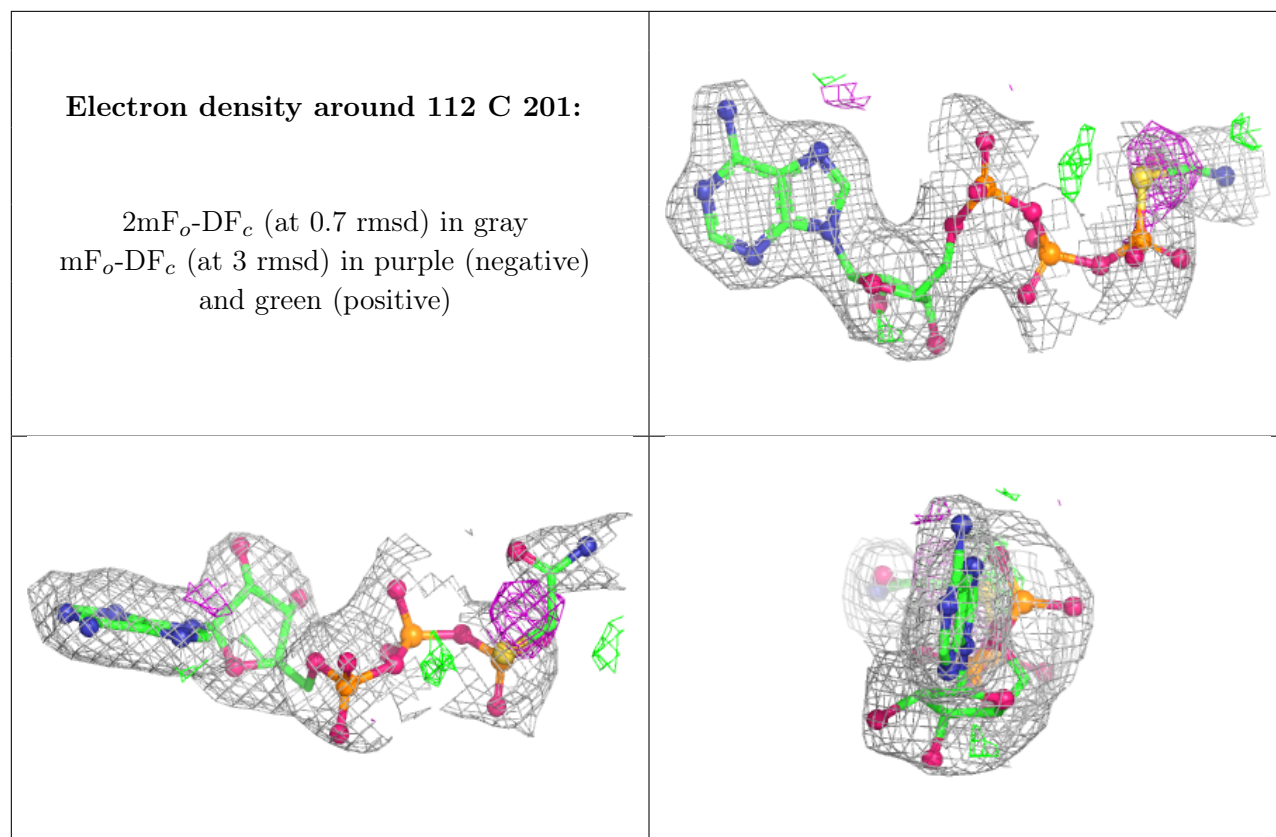 Electron density around 112 C 201:
2mFo-DFc (at 0.7 rmsd) in gray
mFo-DFc (at 3 rmsd) in purple (negative)
and green (positive)